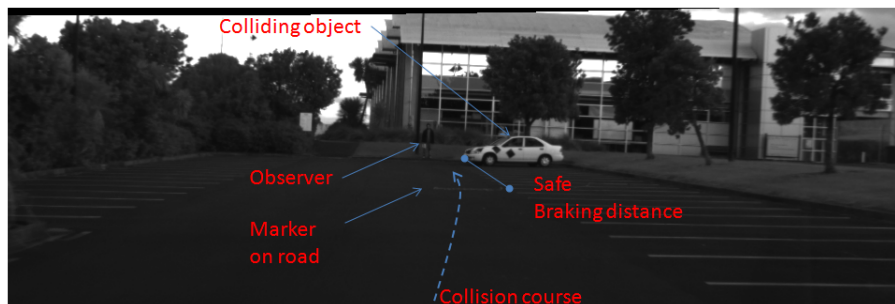 Colliding object
Observer
Safe
Braking distance
Marker
on road
Collision course